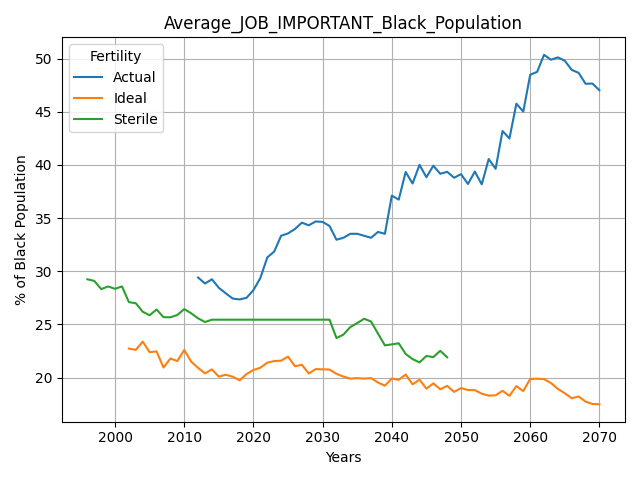 Average_JOB_IMPORTANT_Black_Population
Fertility
Actual
Ideal
Sterile
% of Black Population
50
45
40
35
30
25
20
2000 2010 2020 2030 2040 2050 2060 2070
Years